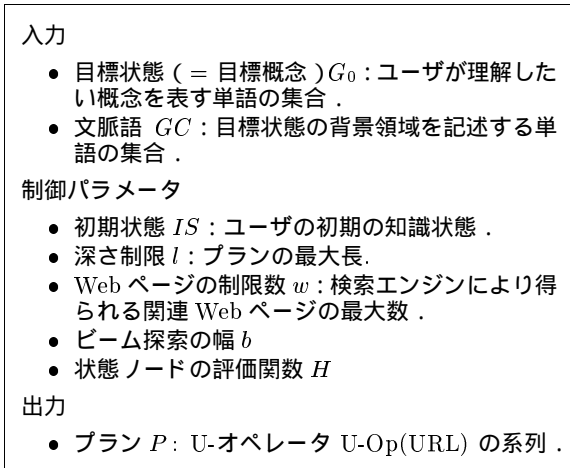 入力
• 目標状態 ( = 目標概念 ) G₀ : ユーザが理解した
い概念を表す単語の集合．
• 文脈語 GC : 目標状態の背景領域を記述する単
語の集合．
制御パラメータ
• 初期状態 IS : ユーザの初期の知識状態．
• 深さ制限 l : プランの最大長.
• Web ページの制限数 w : 検索エンジンにより得
られる関連 Web ページの最大数．
• ビーム探索の幅 b
• 状態ノードの評価関数 H
出力
• プラン P : U-オペレータ U-Op(URL) の系列．